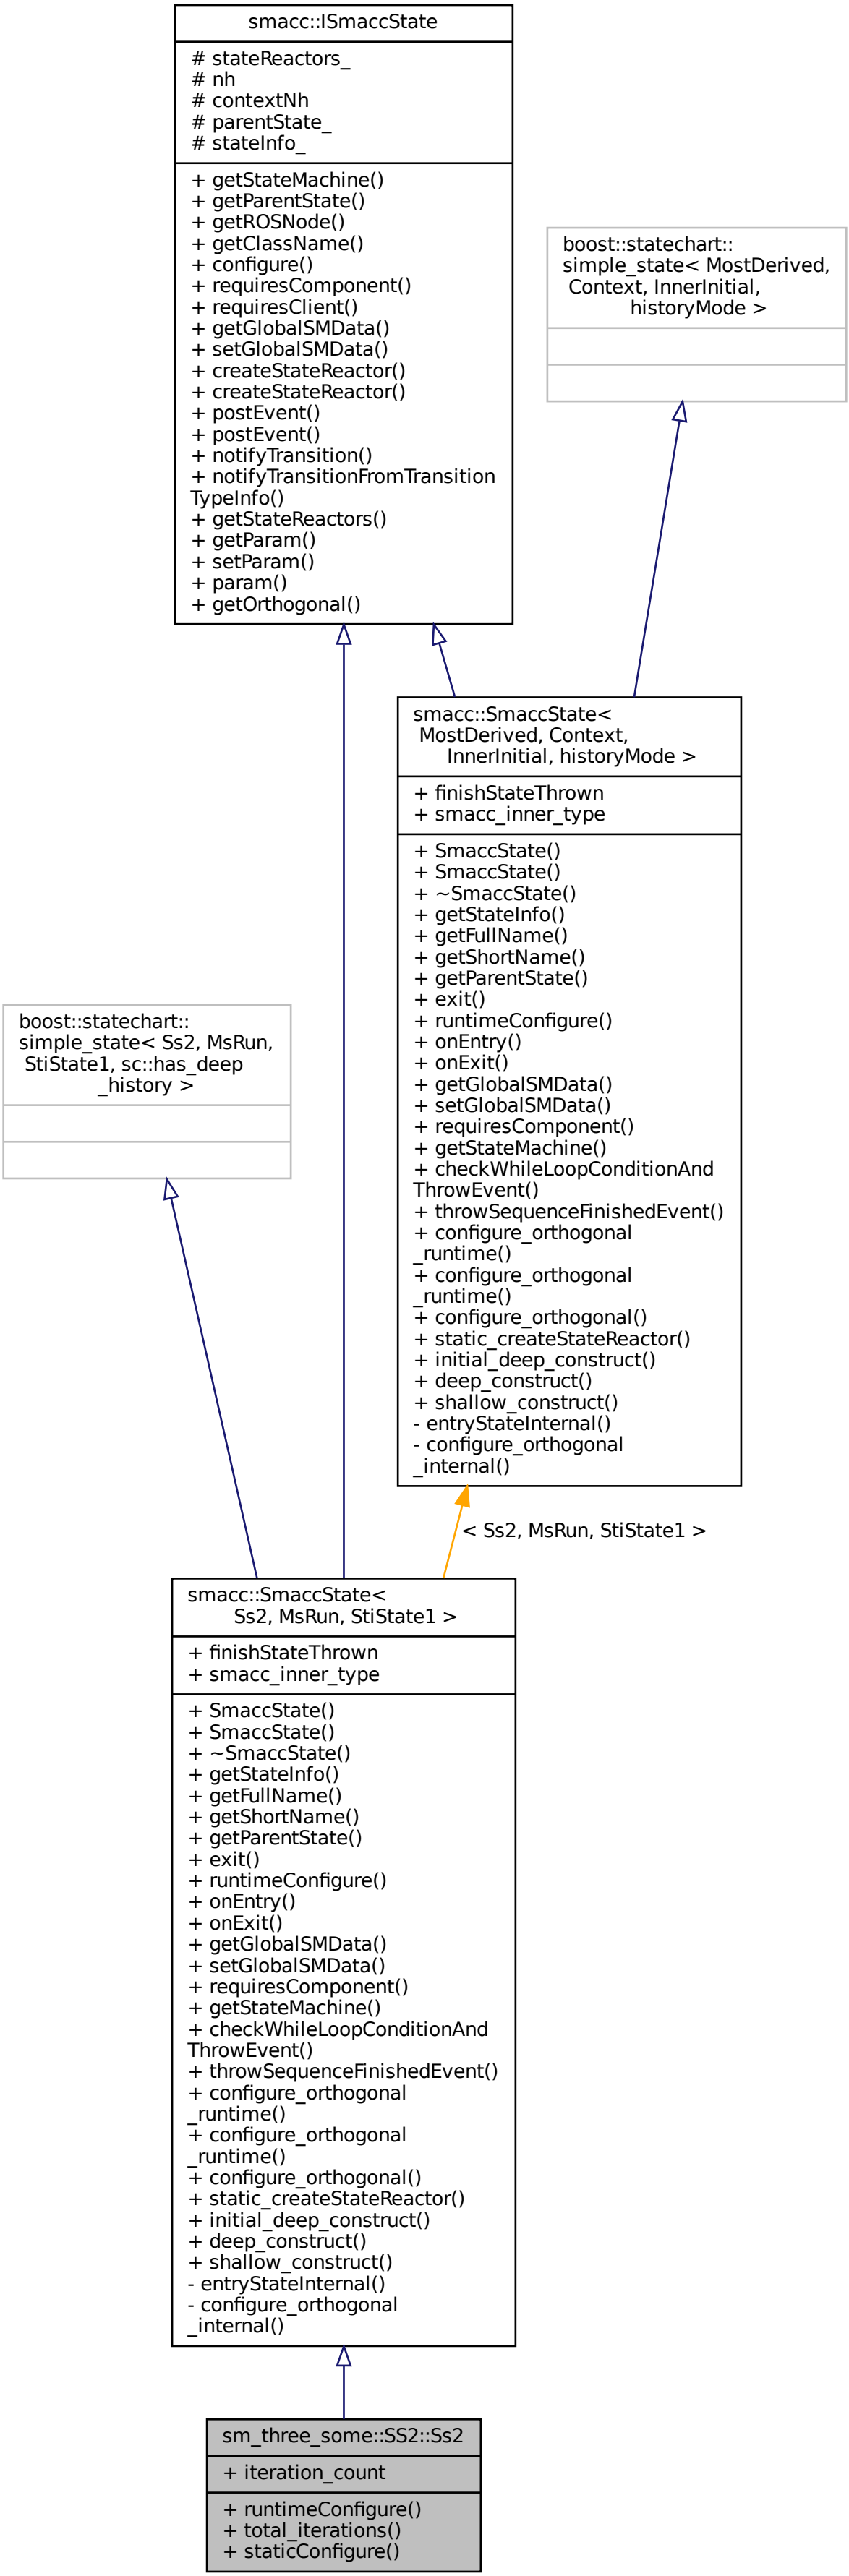 smacc::ISmaccState
# stateReactors_
# nh
# contextNh
# parentState_
# stateInfo_
+ getStateMachine()
+ getParentState()
+ getROSNode()
+ getClassName()
+ configure()
+ requiresComponent()
+ requiresClient()
+ getGlobalSMData()
+ setGlobalSMData()
+ createStateReactor()
+ createStateReactor()
+ postEvent()
+ postEvent()
+ notifyTransition()
+ notifyTransitionFromTransition
TypeInfo()
+ getStateReactors()
+ getParam()
+ setParam()
+ param()
+ getOrthogonal()
boost::statechart::
simple_state< MostDerived,
Context, InnerInitial,
historyMode >
smacc::SmaccState<
MostDerived, Context,
InnerInitial, historyMode >
+ finishStateThrown
+ smacc_inner_type
+ SmaccState()
+ SmaccState()
+ ~SmaccState()
+ getStateInfo()
+ getFullName()
+ getShortName()
+ getParentState()
+ exit()
+ runtimeConfigure()
+ onEntry()
+ onExit()
+ getGlobalSMData()
+ setGlobalSMData()
+ requiresComponent()
+ getStateMachine()
+ checkWhileLoopConditionAnd
ThrowEvent()
+ throwSequenceFinishedEvent()
+ configure_orthogonal
_runtime()
+ configure_orthogonal
_runtime()
+ configure_orthogonal()
+ static_createStateReactor()
+ initial_deep_construct()
+ deep_construct()
+ shallow_construct()
- entryStateInternal()
- configure_orthogonal
_internal()
boost::statechart::
simple_state< Ss2, MsRun,
StiState1, sc::has_deep
_history >
< Ss2, MsRun, StiState1 >
smacc::SmaccState<
Ss2, MsRun, StiState1 >
+ finishStateThrown
+ smacc_inner_type
+ SmaccState()
+ SmaccState()
+ ~SmaccState()
+ getStateInfo()
+ getFullName()
+ getShortName()
+ getParentState()
+ exit()
+ runtimeConfigure()
+ onEntry()
+ onExit()
+ getGlobalSMData()
+ setGlobalSMData()
+ requiresComponent()
+ getStateMachine()
+ checkWhileLoopConditionAnd
ThrowEvent()
+ throwSequenceFinishedEvent()
+ configure_orthogonal
_runtime()
+ configure_orthogonal
_runtime()
+ configure_orthogonal()
+ static_createStateReactor()
+ initial_deep_construct()
+ deep_construct()
+ shallow_construct()
- entryStateInternal()
- configure_orthogonal
_internal()
sm_three_some::SS2::Ss2
+ iteration_count
+ runtimeConfigure()
+ total_iterations()
+ staticConfigure()